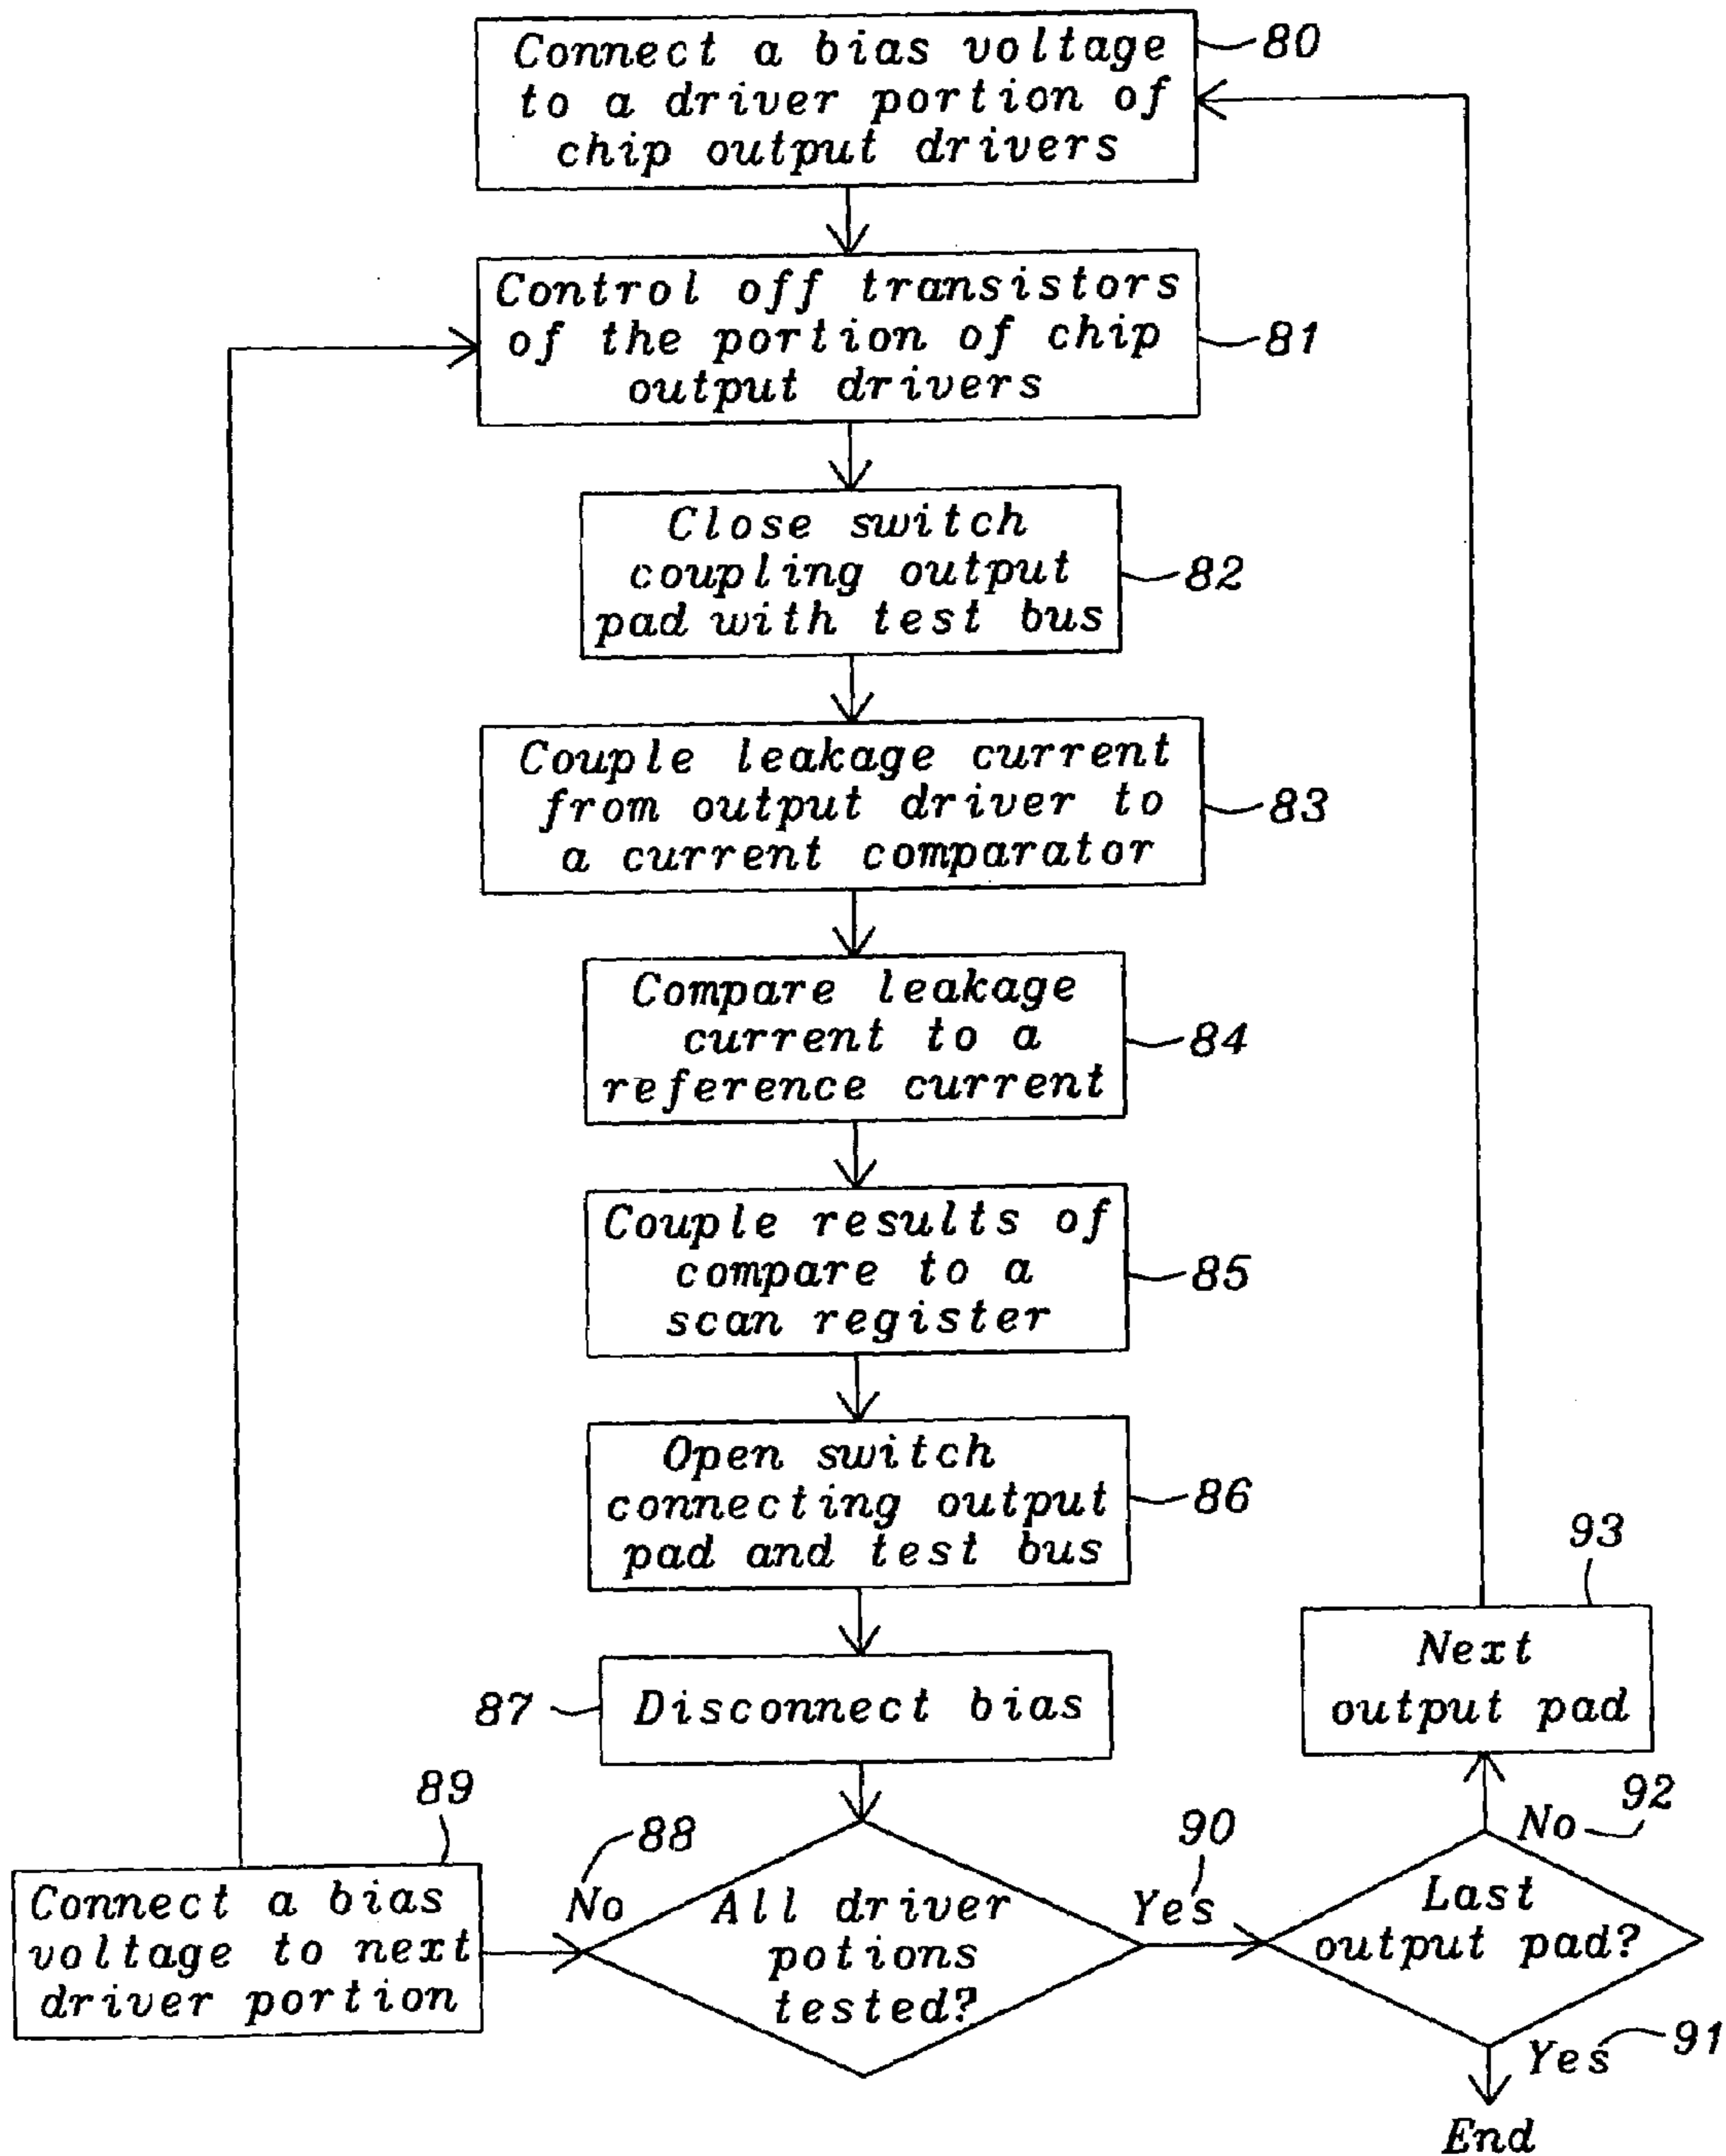 Connect a bias voltage
to a driver portion of
chip output drivers
80
Control off transistors
of the portion of chip
output drivers
81
Close switch
coupling output
pad with test bus
82
Couple leakage current
from output driver to
a current comparator
83
Compare leakage
current to a
reference current
84
Couple results of
compare to a
scan register
85
Open switch
connecting output
pad and test bus
86
93
Next
output pad
87
Disconnect bias
89
Connect a bias
voltage to next
driver portion
88
No
All driver
potions
tested?
90
Yes
92
No
Last
output pad?
Yes
91
End